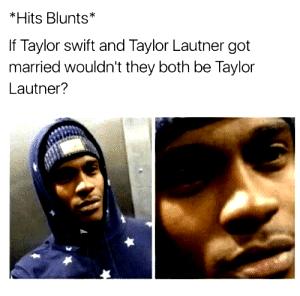 *Hits Blunts*
If Taylor swift and Taylor Lautner got
married wouldn't they both be Taylor
Lautner?